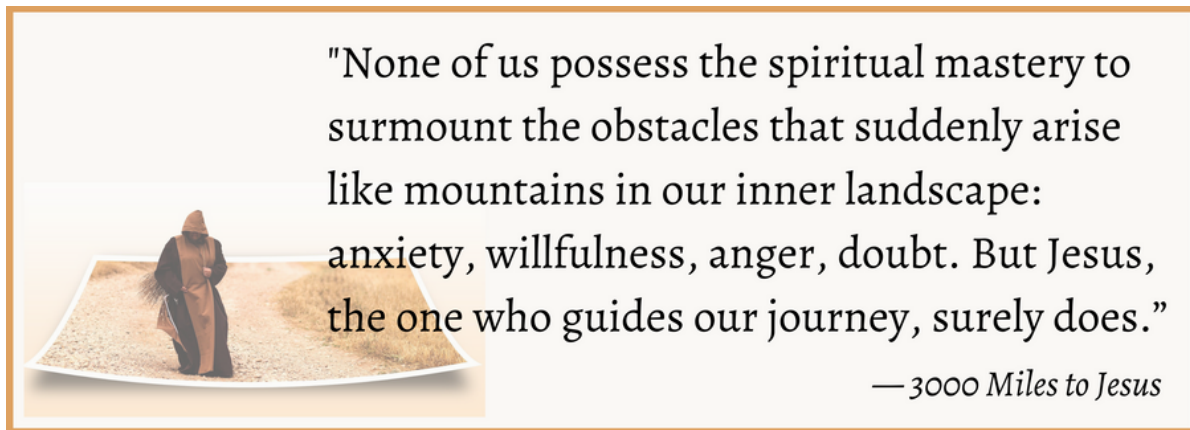 "None of us possess the spiritual mastery to
surmount the obstacles that suddenly arise
like mountains in our inner landscape:
anxiety, willfulness, anger, doubt. But Jesus,
the one who guides our journey, surely does.”
— 3000 Miles to Jesus